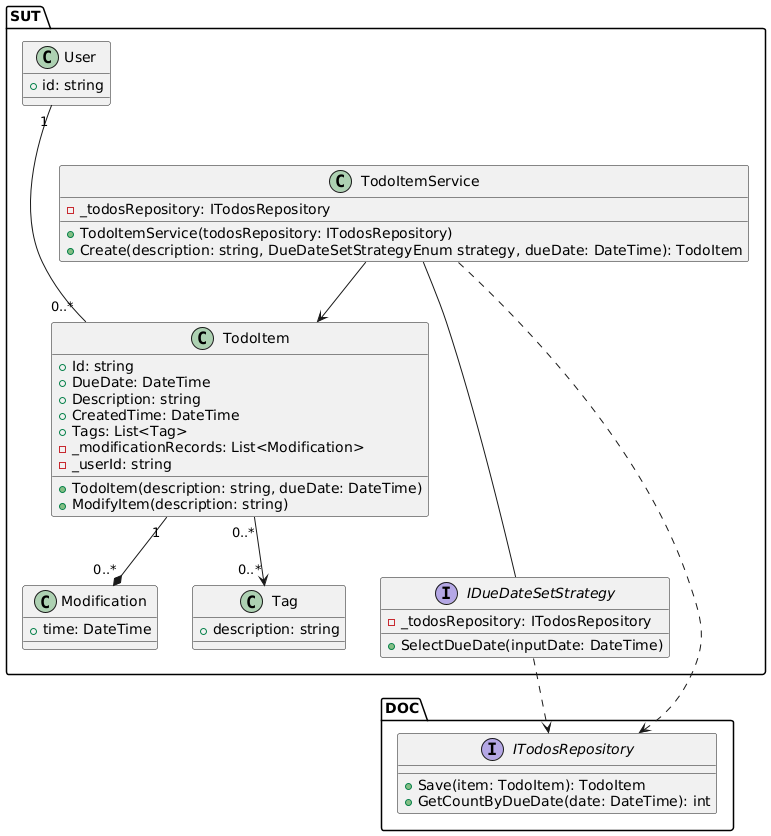 SUT
C User
id: string
1
C TodoItemService
_todosRepository: ITodosRepository
TodoItemService(todosRepository: ITodosRepository)
Create(description: string, DueDateSetStrategyEnum strategy, dueDate: DateTime): TodoItem
0..*
C TodoItem
Id: string
DueDate: DateTime
Description: string
CreatedTime: DateTime
Tags: List<Tag>
_modificationRecords: List<Modification>
_userId: string
TodoItem(description: string, dueDate: DateTime)
ModifyItem(description: string)
1
0..*
0..*
0..*
C Modification
time: DateTime
C Tag
description: string
I IDueDateSetStrategy
_todosRepository: ITodosRepository
SelectDueDate(inputDate: DateTime)
DOC
I ITodosRepository
Save(item: TodoItem): TodoItem
GetCountByDueDate(date: DateTime): int